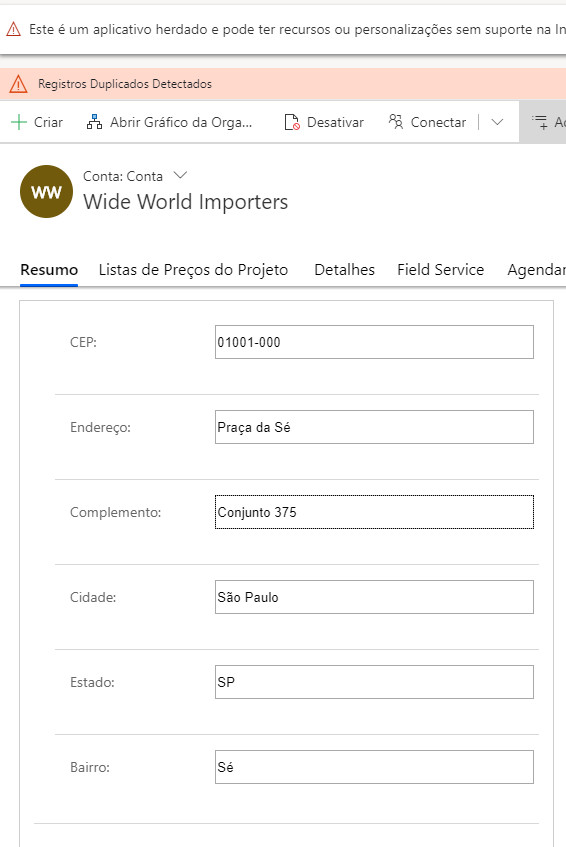 Este é um aplicativo herdado e pode ter recursos ou personalizações sem suporte na In
Registros Duplicados Detectados
Criar Abrir Gráfico da Orga... Desativar Conectar Ac
WW
Conta: Conta
Wide World Importers
Resumo Listas de Preços do Projeto Detalhes Field Service Agendar
CEP: 01001-000
Endereço: Praça da Sé
Complemento: Conjunto 375
Cidade: São Paulo
Estado: SP
Bairro: Sé